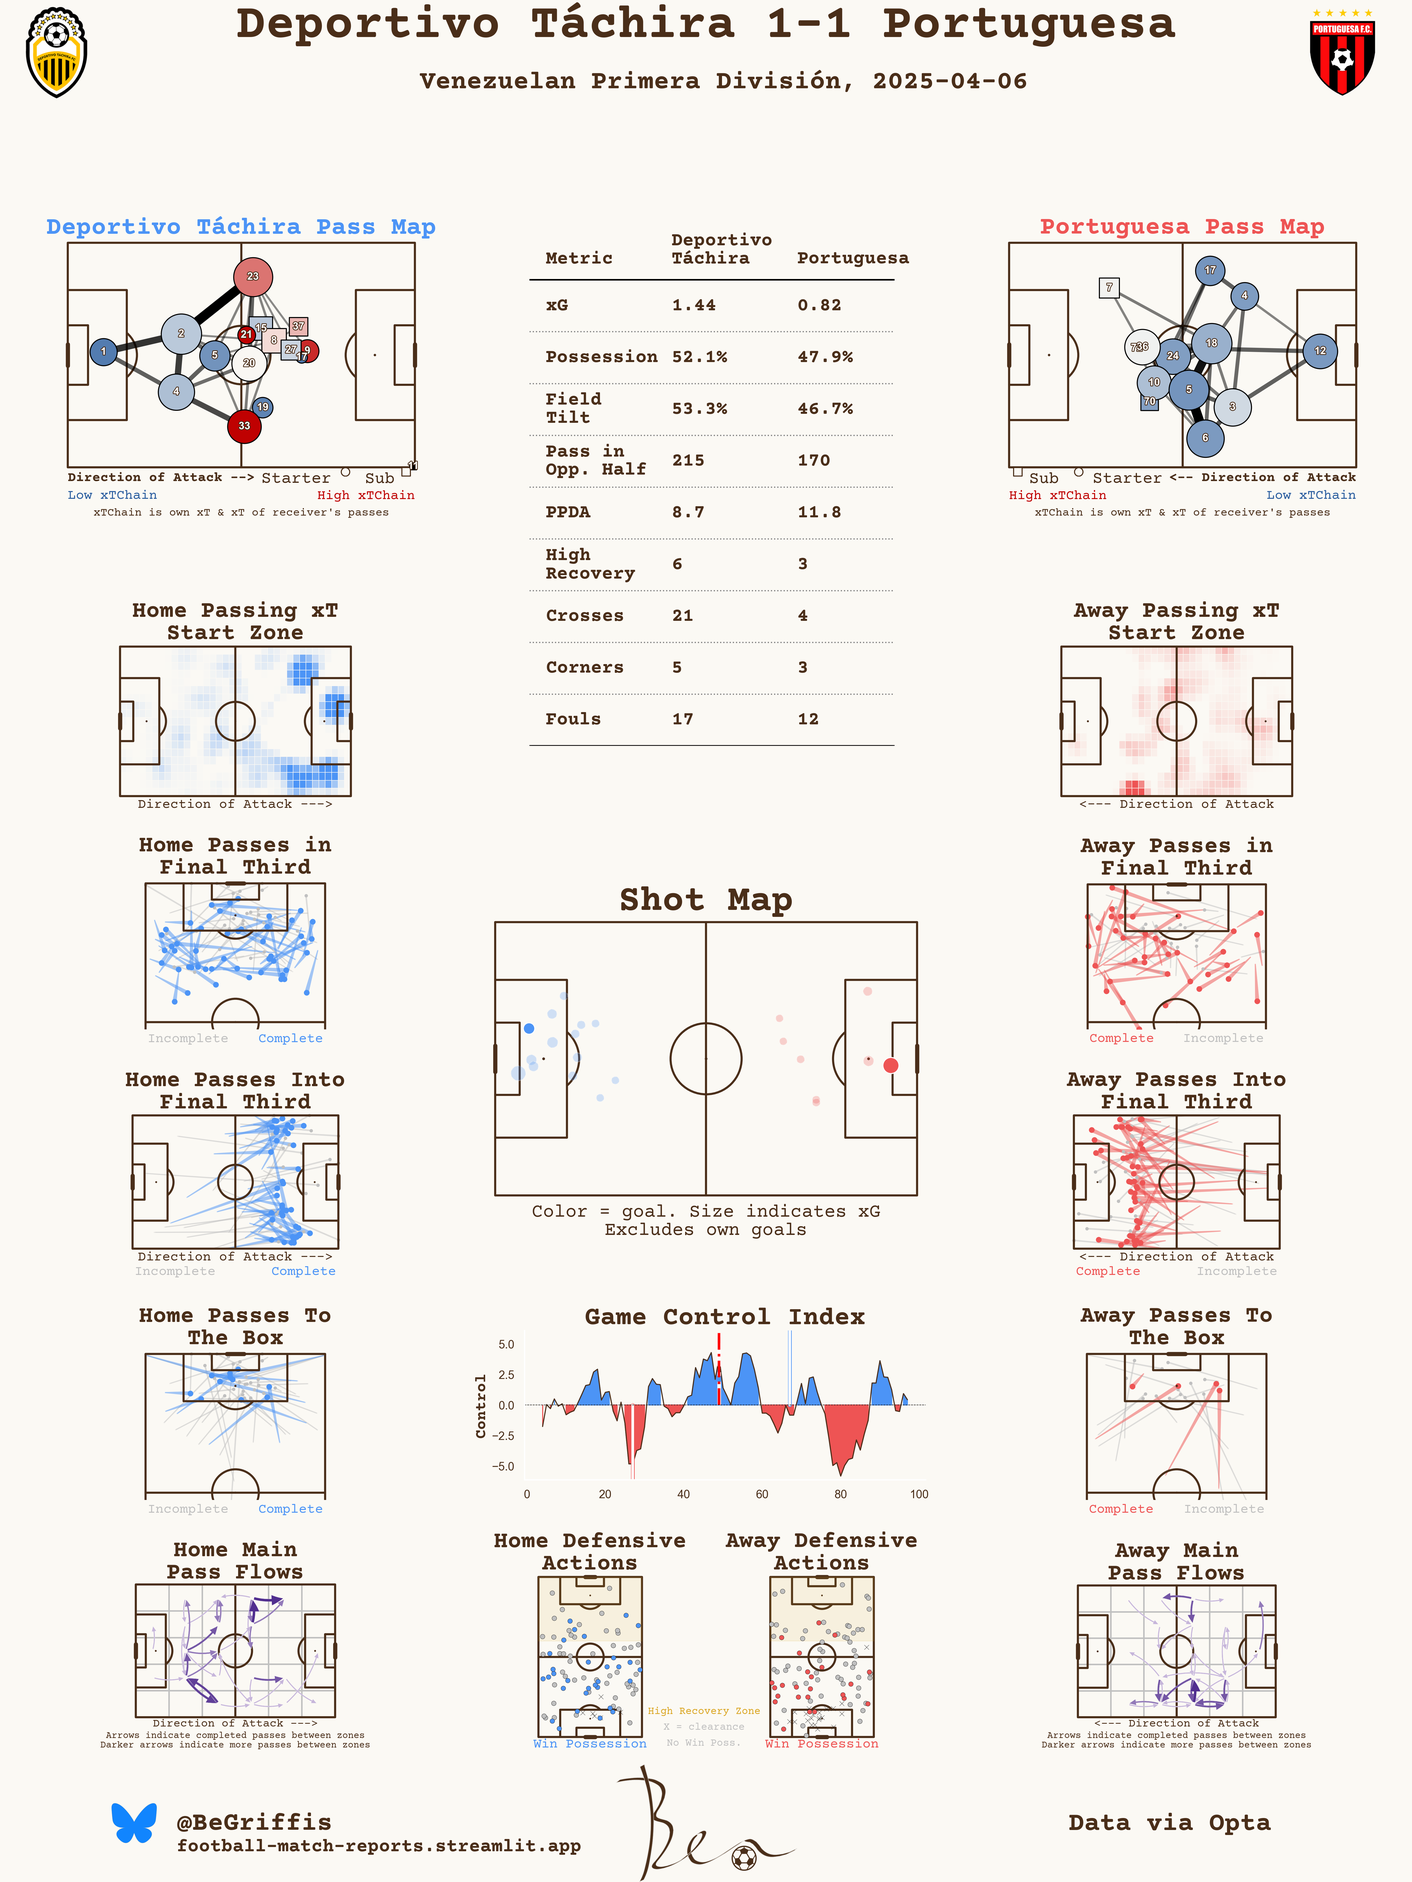 Deportivo Táchira 1-1 Portuguesa
Venezuelan Primera División, 2025-04-06
PORTUGUESA F.C.
Deportivo Táchira Pass Map
23
15
37
21
2
8
1
5
27
9
17
20
4
19
33
11
Direction of Attack --> Starter Sub
Low xTChain High xTChain
xTChain is own xT & xT of receiver's passes
Metric Deportivo Táchira Portuguesa
xG 1.44 0.82
Possession 52.1% 47.9%
Field Tilt 53.3% 46.7%
Pass in Opp. Half 215 170
PPDA 8.7 11.8
High Recovery 6 3
Crosses 21 4
Corners 5 3
Fouls 17 12
Portuguesa Pass Map
17
7
4
736
18
24
12
10
5
70
3
6
Sub Starter <-- Direction of Attack
High xTChain Low xTChain
xTChain is own xT & xT of receiver's passes
Home Passing xT
Start Zone
Direction of Attack --->
Away Passing xT
Start Zone
<--- Direction of Attack
Home Passes in
Final Third
Incomplete Complete
Away Passes in
Final Third
Complete Incomplete
Shot Map
Color = goal. Size indicates xG
Excludes own goals
Home Passes Into
Final Third
Direction of Attack --->
Incomplete Complete
Away Passes Into
Final Third
<--- Direction of Attack
Complete Incomplete
Home Passes To
The Box
Incomplete Complete
Game Control Index
Control
5.0
2.5
0.0
−2.5
−5.0
0 20 40 60 80 100
Away Passes To
The Box
Complete Incomplete
Home Main
Pass Flows
Direction of Attack --->
Arrows indicate completed passes between zones
Darker arrows indicate more passes between zones
Home Defensive
Actions
Win Possession
Away Defensive
Actions
Win Possession
High Recovery Zone
X = clearance
No Win Poss.
Away Main
Pass Flows
<--- Direction of Attack
Arrows indicate completed passes between zones
Darker arrows indicate more passes between zones
@BeGriffis
football-match-reports.streamlit.app
Ben
Data via Opta